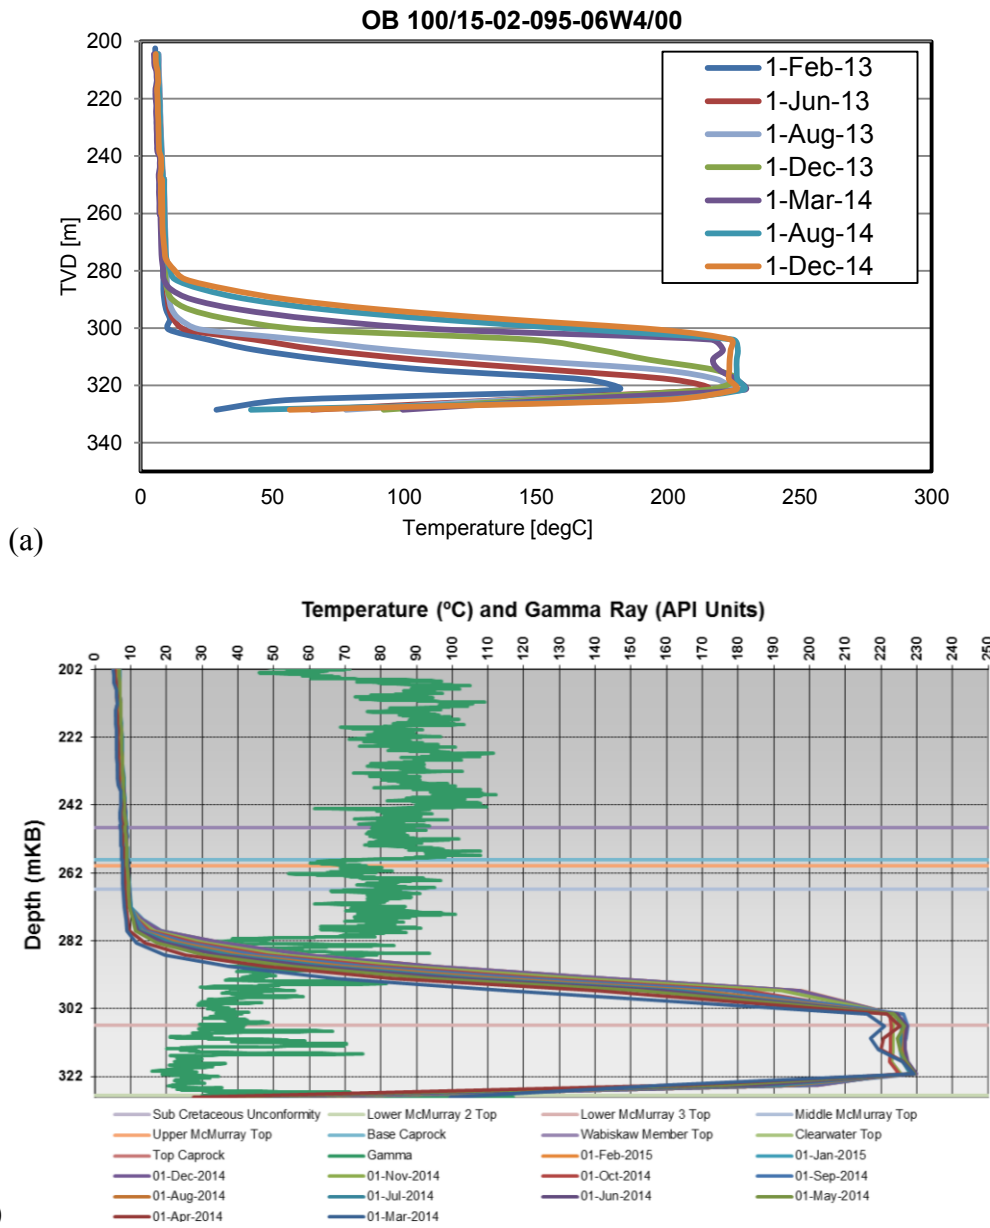 OB 100/15-02-095-06W4/00
200
220
240
260
280
300
320
340
TVD [m]
1-Feb-13
1-Jun-13
1-Aug-13
1-Dec-13
1-Mar-14
1-Aug-14
1-Dec-14
0 50 100 150 200 250 300
Temperature [degC]
(a)
Temperature (ºC) and Gamma Ray (API Units)
0 10 20 30 40 50 60 70 80 90 100 110 120 130 140 150 160 170 180 190 200 210 220 230 240 250
202
222
242
262
282
302
322
Depth (mKB)
Sub Cretaceous Unconformity Lower McMurray 2 Top Lower McMurray 3 Top Middle McMurray Top
Upper McMurray Top Base Caprock Wabiskaw Member Top Clearwater Top
Top Caprock Gamma 01-Feb-2015 01-Jan-2015
01-Dec-2014 01-Nov-2014 01-Oct-2014 01-Sep-2014
01-Aug-2014 01-Jul-2014 01-Jun-2014 01-May-2014
01-Apr-2014 01-Mar-2014